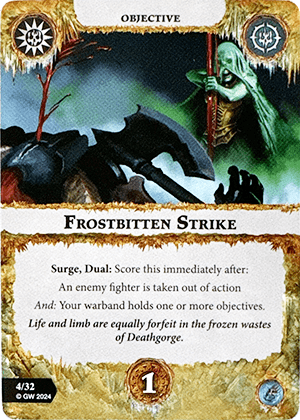 OBJECTIVE
FROSTBITTEN STRIKE
Surge, Dual: Score this immediately after:
An enemy fighter is taken out of action
And: Your warband holds one or more objectives.
Life and limb are equally forfeit in the frozen wastes
of Deathgorge.
4/32
© GW 2024
1